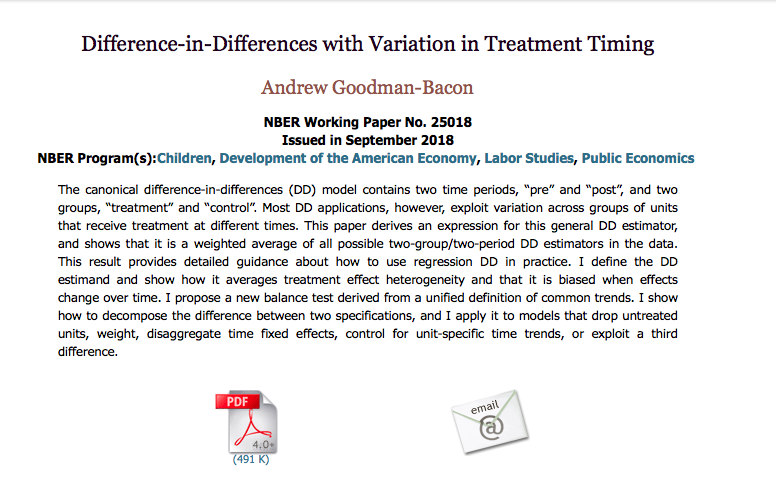 Difference-in-Differences with Variation in Treatment Timing
Andrew Goodman-Bacon
NBER Working Paper No. 25018
Issued in September 2018
NBER Program(s):Children, Development of the American Economy, Labor Studies, Public Economics
The canonical difference-in-differences (DD) model contains two time periods, “pre” and “post”, and two
groups, “treatment” and “control”. Most DD applications, however, exploit variation across groups of units
that receive treatment at different times. This paper derives an expression for this general DD estimator,
and shows that it is a weighted average of all possible two-group/two-period DD estimators in the data.
This result provides detailed guidance about how to use regression DD in practice. I define the DD
estimand and show how it averages treatment effect heterogeneity and that it is biased when effects
change over time. I propose a new balance test derived from a unified definition of common trends. I show
how to decompose the difference between two specifications, and I apply it to models that drop untreated
units, weight, disaggregate time fixed effects, control for unit-specific time trends, or exploit a third
difference.
PDF
4.0+
(491 K)
email
@